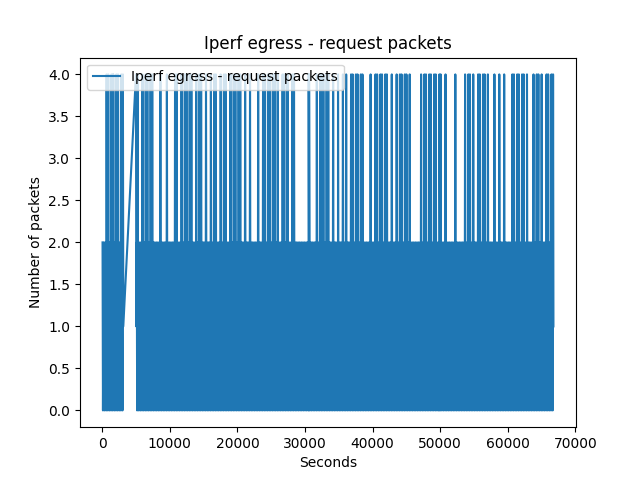 Iperf egress - request packets
Iperf egress - request packets
4.0
3.5
3.0
2.5
2.0
1.5
1.0
0.5
0.0
Number of packets
0 10000 20000 30000 40000 50000 60000 70000
Seconds